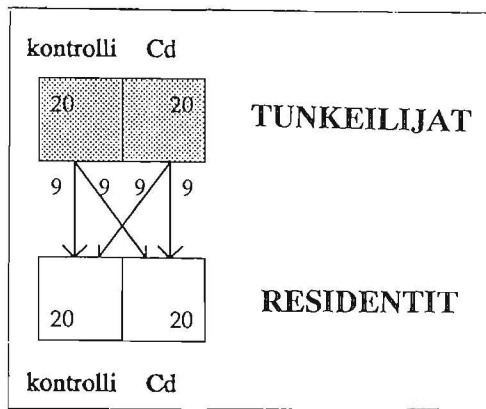 kontrolli Cd
20 20 TUNKEILIJAT
9 9 9 9
RESIDENTIT
20 20
kontrolli Cd